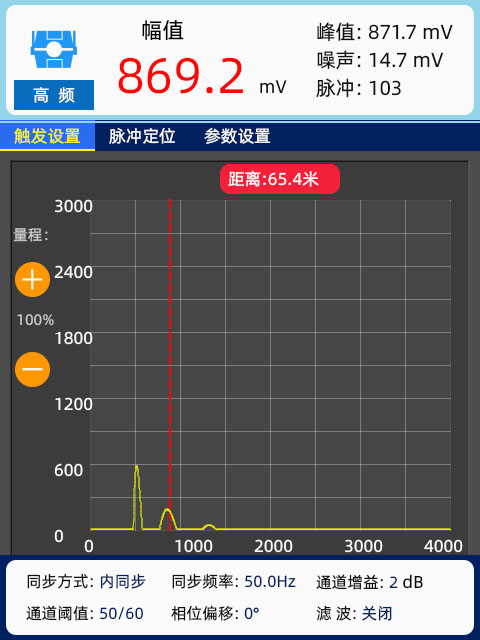 幅值
869.2 mV
峰值: 871.7 mV
噪声: 14.7 mV
脉冲: 103
高 频
触发设置 脉冲定位 参数设置
距离:65.4米
量程:
100%
3000
2400
1800
1200
600
0
0 1000 2000 3000 4000
同步方式: 内同步 同步频率: 50.0Hz 通道增益: 2 dB
通道阈值: 50/60 相位偏移: 0° 滤 波: 关闭